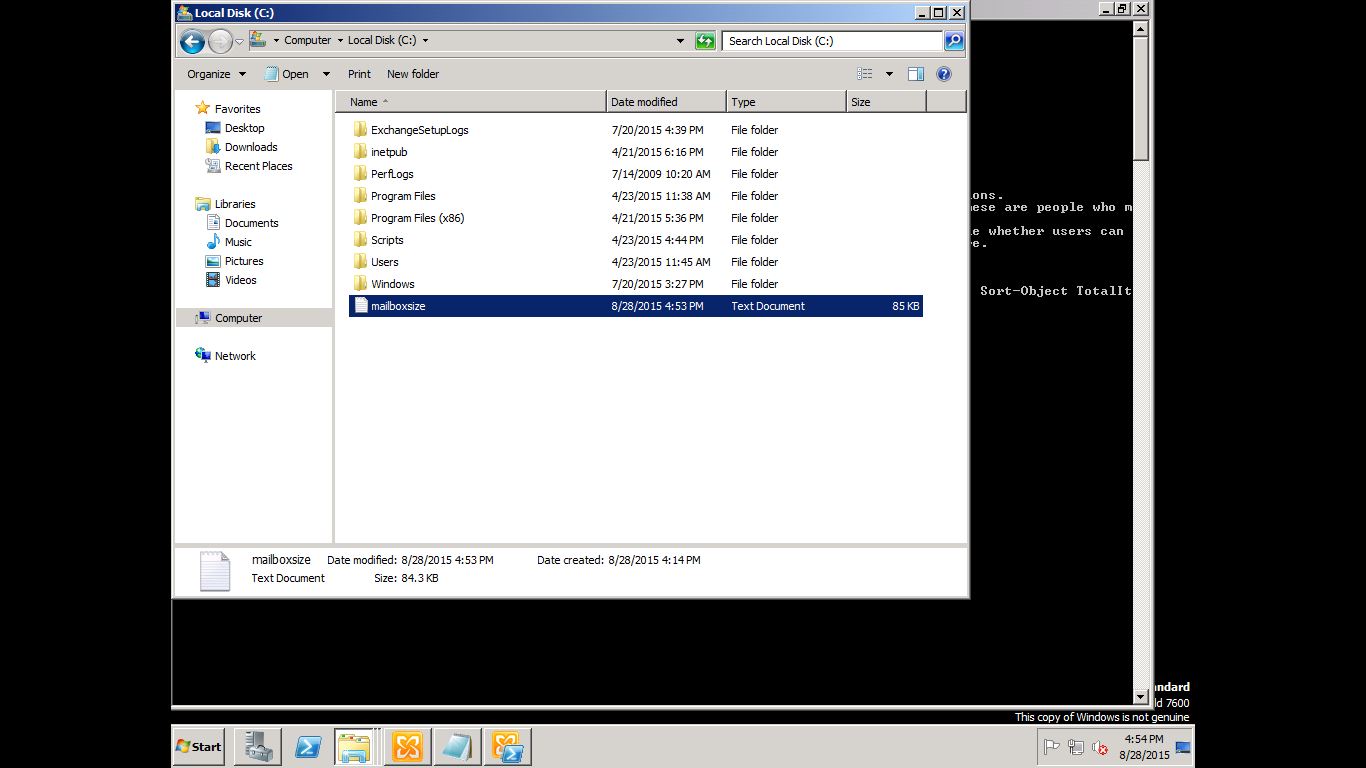 Local Disk (C:)
Computer Local Disk (C:)
Search Local Disk (C:)
Organize Open Print New folder
Favorites
Desktop
Downloads
Recent Places
Libraries
Documents
Music
Pictures
Videos
Computer
Network
Name Date modified Type Size
ExchangeSetupLogs 7/20/2015 4:39 PM File folder
inetpub 4/21/2015 6:16 PM File folder
PerfLogs 7/14/2009 10:20 AM File folder
Program Files 4/23/2015 11:38 AM File folder
Program Files (x86) 4/21/2015 5:36 PM File folder
Scripts 4/23/2015 4:44 PM File folder
Users 4/23/2015 11:45 AM File folder
Windows 7/20/2015 3:27 PM File folder
mailboxsize 8/28/2015 4:53 PM Text Document 85 KB
ons.
ese are people who m
e whether users can
e.
Sort-Object TotalIt
mailboxsize Date modified: 8/28/2015 4:53 PM Date created: 8/28/2015 4:14 PM
Text Document Size: 84.3 KB
ndard
ld 7600
This copy of Windows is not genuine
Start
4:54 PM
8/28/2015